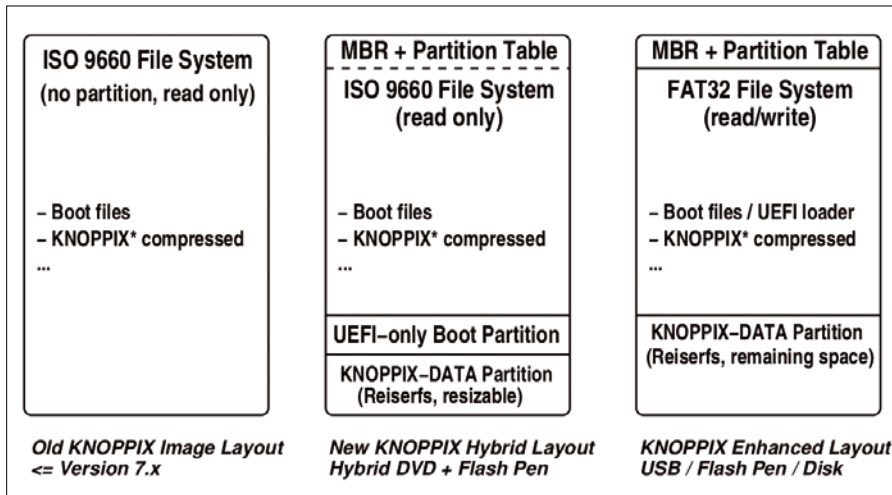 ISO 9660 File System
(no partition, read only)
– Boot files
– KNOPPIX* compressed
...
Old KNOPPIX Image Layout
<= Version 7.x
MBR + Partition Table
ISO 9660 File System
(read only)
– Boot files
– KNOPPIX* compressed
...
UEFI–only Boot Partition
KNOPPIX–DATA Partition
(Reiserfs, resizable)
New KNOPPIX Hybrid Layout
Hybrid DVD + Flash Pen
MBR + Partition Table
FAT32 File System
(read/write)
– Boot files / UEFI loader
– KNOPPIX* compressed
...
KNOPPIX–DATA Partition
(Reiserfs, remaining space)
KNOPPIX Enhanced Layout
USB / Flash Pen / Disk